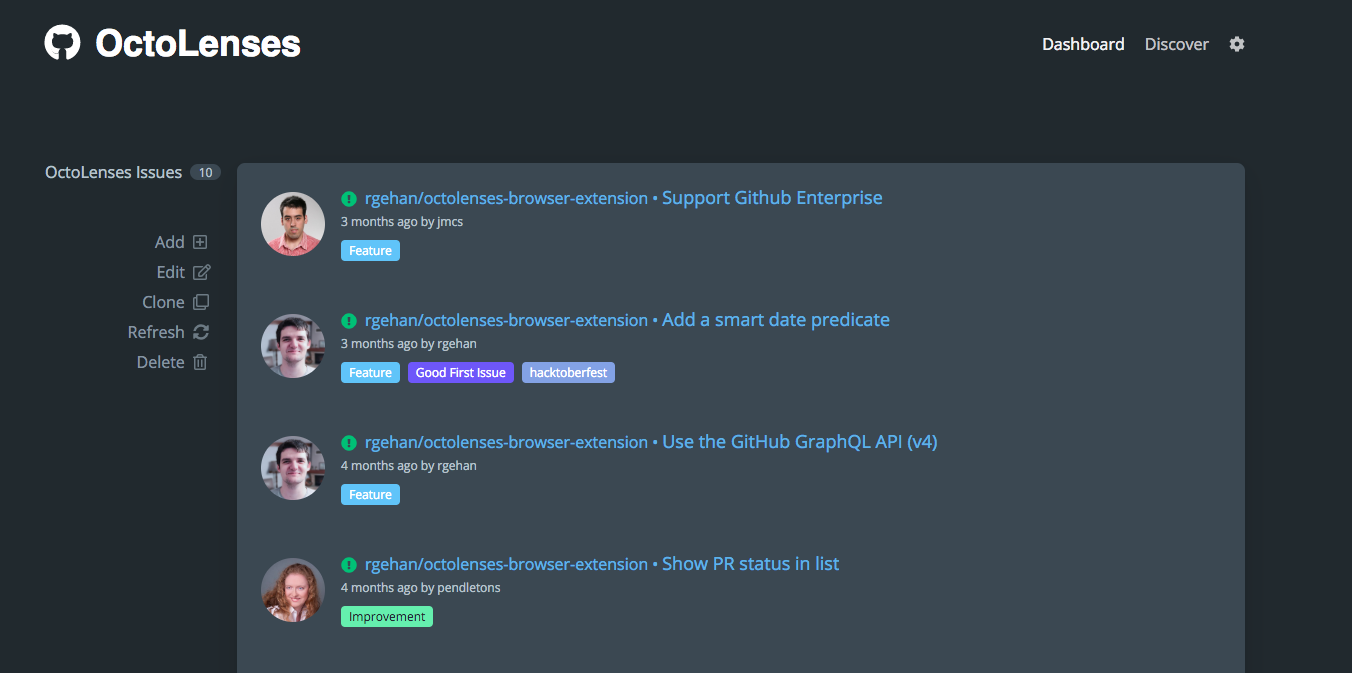 OctoLenses
Dashboard Discover
OctoLenses Issues 10
Add
Edit
Clone
Refresh
Delete
rgehan/octolenses-browser-extension • Support Github Enterprise
3 months ago by jmcs
Feature
rgehan/octolenses-browser-extension • Add a smart date predicate
3 months ago by rgehan
Feature Good First Issue hacktoberfest
rgehan/octolenses-browser-extension • Use the GitHub GraphQL API (v4)
4 months ago by rgehan
Feature
rgehan/octolenses-browser-extension • Show PR status in list
4 months ago by pendletons
Improvement